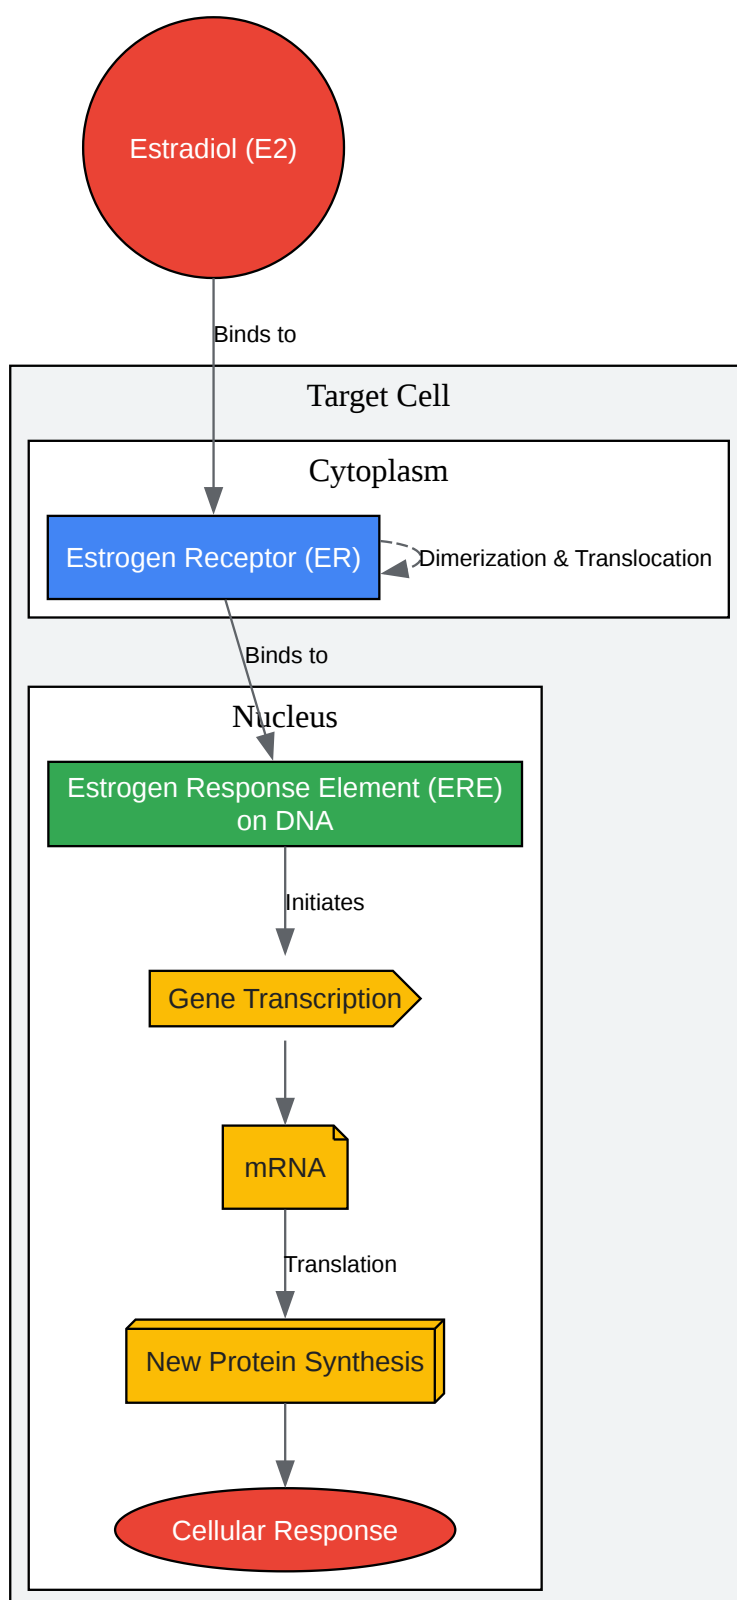 Estradiol (E2)
Binds to
Target Cell
Cytoplasm
Estrogen Receptor (ER)
Dimerization & Translocation
Binds to
Nucleus
Estrogen Response Element (ERE)
on DNA
Initiates
Gene Transcription
mRNA
Translation
New Protein Synthesis
Cellular Response